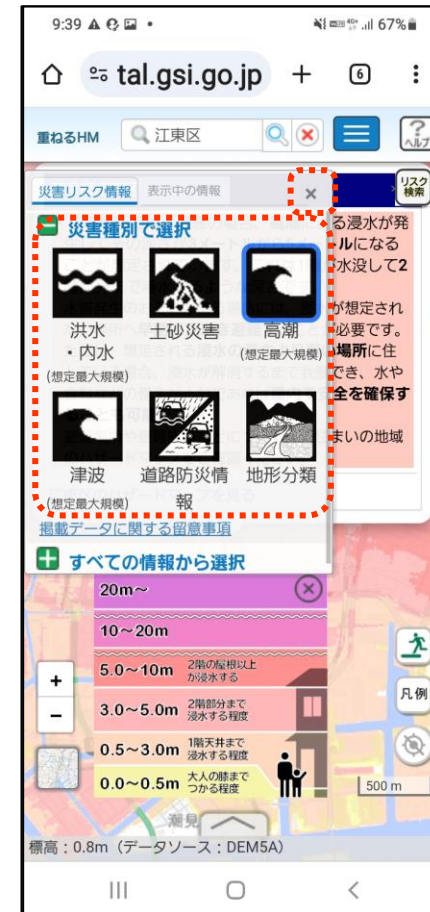 9:39
67%
tal.gsi.go.jp
6
重ねるHM
江東区
ヘルプ
災害リスク情報
表示中の情報
×
リスク
検索
災害種別で選択
る浸水が発
ルになる
水没して2
が想定され
必要です。
場所に住
でき、水や
全を確保す
まいの地域
洪水
・内水
(想定最大規模)
土砂災害
高潮
(想定最大規模)
津波
(想定最大規模)
道路防災情
報
地形分類
掲載データに関する留意事項
すべての情報から選択
20m～
10～20m
5.0～10m 2階の屋根以上
が浸水する
3.0～5.0m 2階部分まで
浸水する程度
0.5～3.0m 1階天井まで
浸水する程度
0.0～0.5m 大人の膝まで
つかる程度
+
−
凡例
500 m
潮見
標高：0.8m（データソース：DEM5A）